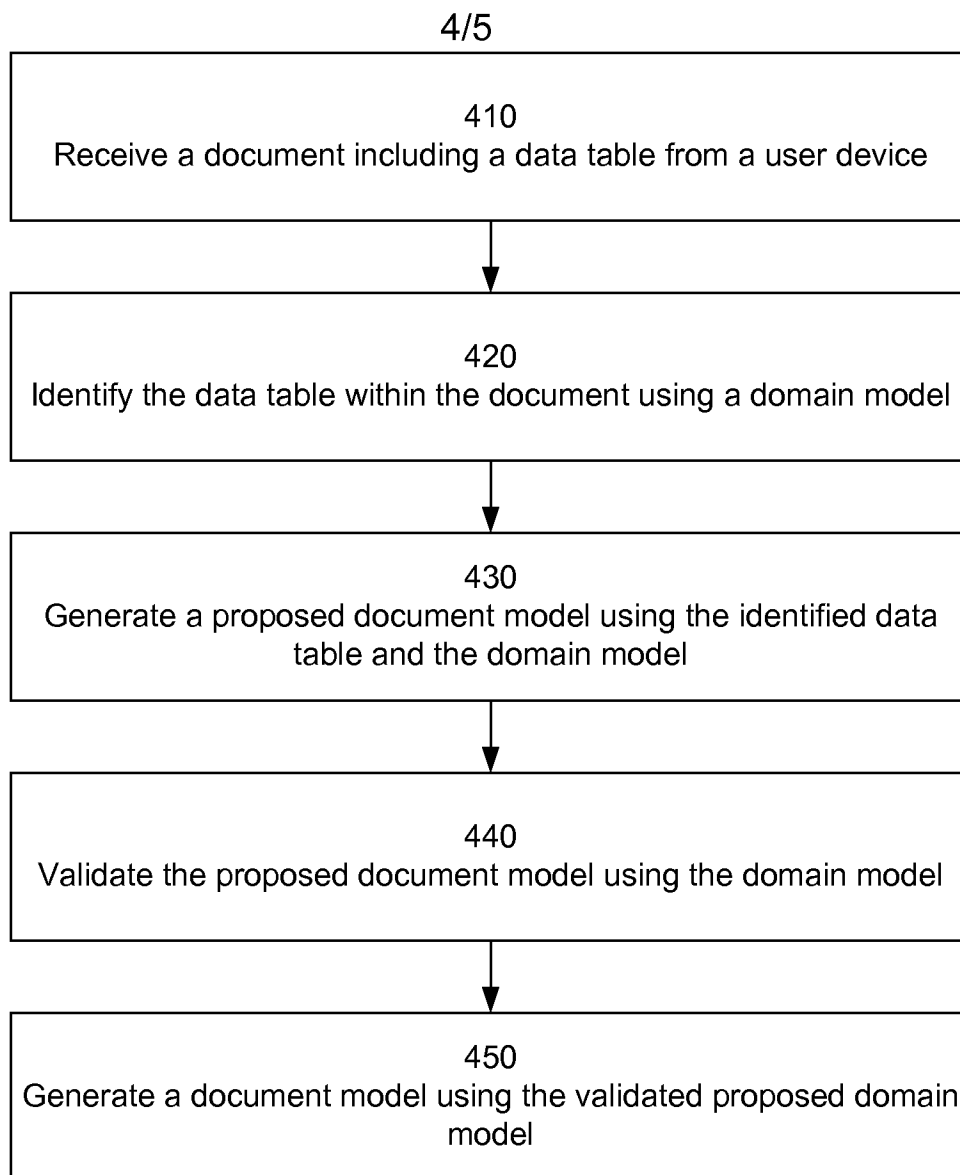 4/5
410
Receive a document including a data table from a user device
420
Identify the data table within the document using a domain model
430
Generate a proposed document model using the identified data
table and the domain model
440
Validate the proposed document model using the domain model
450
Generate a document model using the validated proposed domain
model